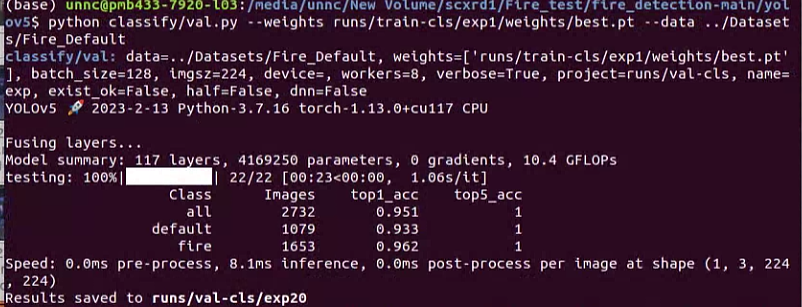 (base) unnc@pmb433-7920-l03:/media/unnc/New Volume/scxrd1/Fire_test/fire_detection-main/yol
ov5$ python classify/val.py --weights runs/train-cls/exp1/weights/best.pt --data ../Dataset
s/Fire_Default
classify/val: data=../Datasets/Fire_Default, weights=['runs/train-cls/exp1/weights/best.pt'
], batch_size=128, imgsz=224, device=, workers=8, verbose=True, project=runs/val-cls, name=
exp, exist_ok=False, half=False, dnn=False
YOLOv5 🚀 2023-2-13 Python-3.7.16 torch-1.13.0+cu117 CPU
Fusing layers...
Model summary: 117 layers, 4169250 parameters, 0 gradients, 10.4 GFLOPs
testing: 100%|██████████| 22/22 [00:23<00:00, 1.06s/it]
Class Images top1_acc top5_acc
all 2732 0.951 1
default 1079 0.933 1
fire 1653 0.962 1
Speed: 0.0ms pre-process, 8.1ms inference, 0.0ms post-process per image at shape (1, 3, 224
, 224)
Results saved to runs/val-cls/exp20